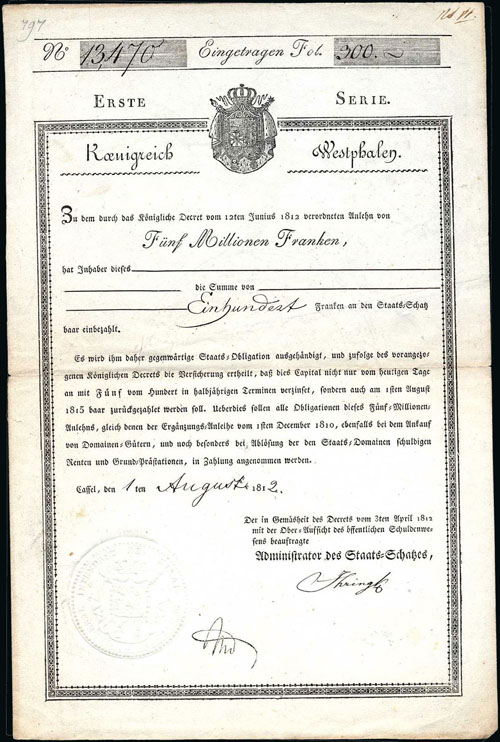 797
No 13,470 Eingetragen Fol. 300.
ERSTE SERIE.
Kœnigreich Westphalen.
Zu dem durch das Königliche Decret vom 12ten Junius 1812 verordneten Anlehn von
Fünf Millionen Franken,
hat Inhaber dieses
die Summe von
Einhundert Franken an den Staats-Schatz
baar einbezahlt.
Es wird ihm daher gegenwärtige Staats-Obligation ausgehändigt, und zufolge des vorangezo-
genen Königlichen Decrets die Versicherung ertheilt, daß dies Capital nicht nur vom heutigen Tage
an mit Fünf vom Hundert in halbjährigen Terminen verzinset, sondern auch am 1sten August
1815 baar zurückgezahlet werden soll. Ueberdies sollen alle Obligationen dieses Fünf-Millionen-
Anlehns, gleich denen der Ergänzungs-Anleihe vom 1sten December 1810, ebenfalls bei dem Ankauf
von Domainen-Gütern, und noch besonders bei Ablösung der den Staats-Domainen schuldigen
Renten und Grund-Prästationen, in Zahlung angenommen werden.
Cassel, den 1 ten August 1812.
Der in Gemäsheit des Decrets vom 3ten April 1812
mit der Ober-Aufsicht des öffentlichen Schuldenwe-
sens beauftragte
Administrator des Staats-Schatzes,